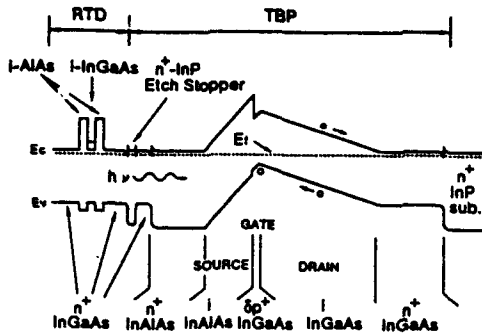 RTD
TBP
i-AlAs
i-InGaAs
n+-InP
Etch Stopper
Ec
Ef
hν
Ev
n+
InP
sub.
GATE
SOURCE
DRAIN
n+
InGaAs
n+
InAlAs
i
InAlAs
δp+
InGaAs
i
InGaAs
n+
InGaAs